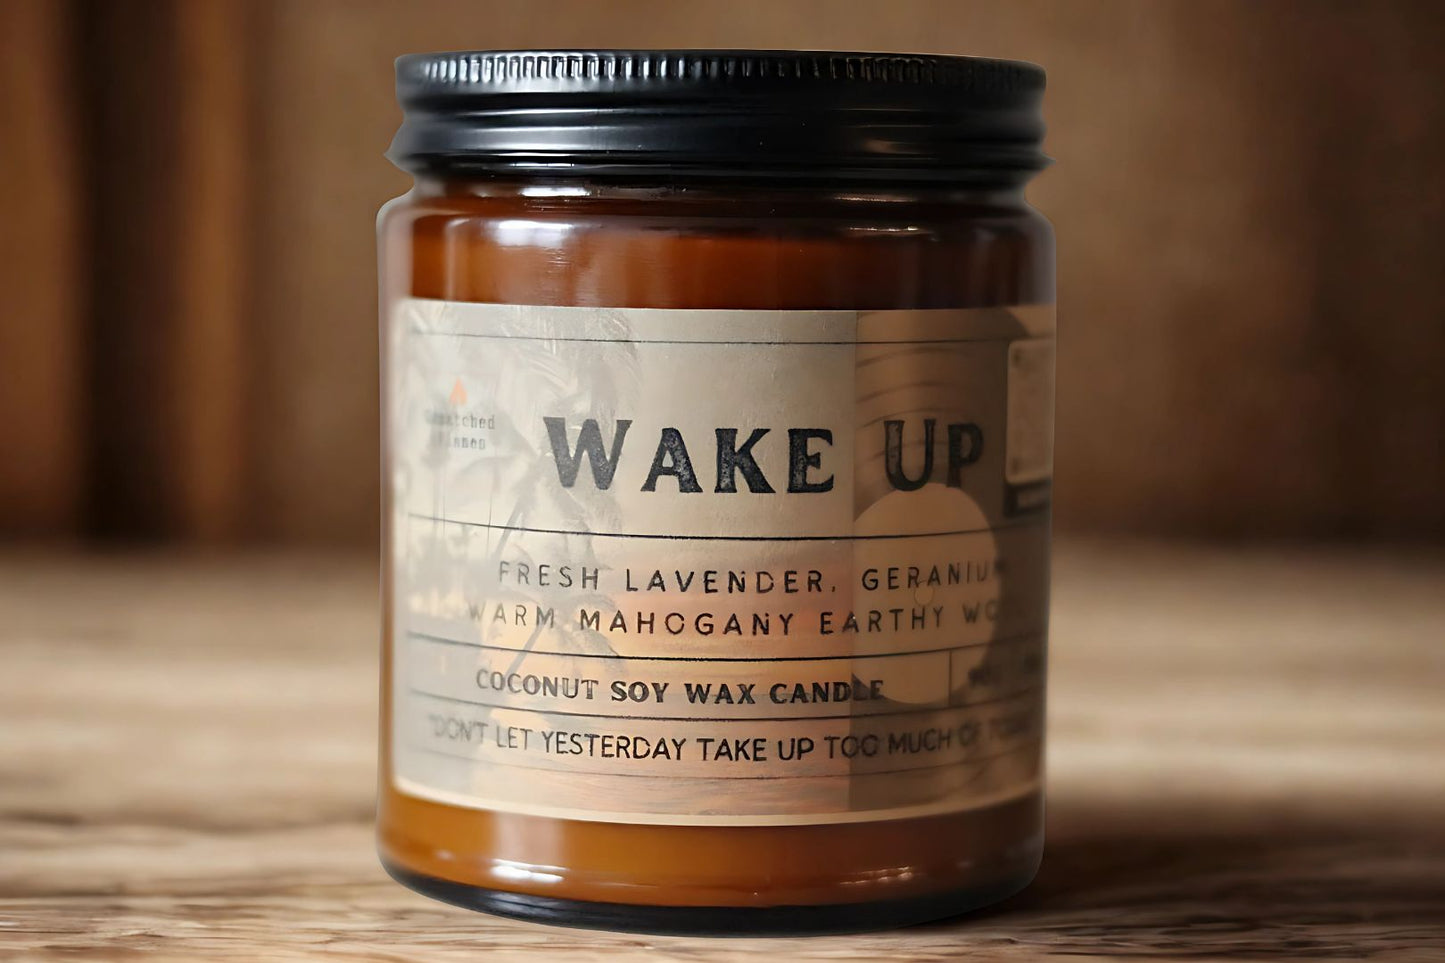 WAKE UP
FRESH LAVENDER, GERANIU
WARM MAHOGANY EARTHY WO
COCONUT SOY WAX CANDLE
"DON'T LET YESTERDAY TAKE UP TOO MUCH OF